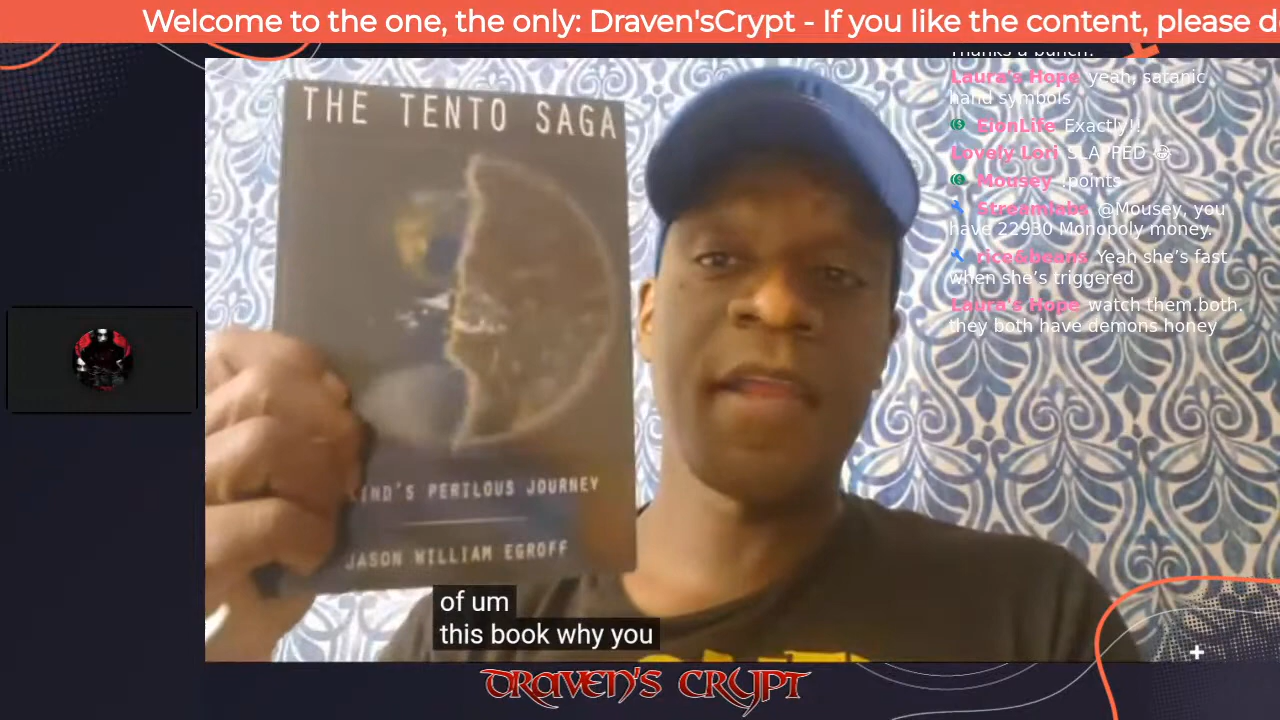 Welcome to the one, the only: Draven'sCrypt - If you like the content, please d
THE TENTO SAGA
KIND'S PERILOUS JOURNEY
JASON WILLIAM EGROFF
Thanks a bunch!
Laura's Hope yeah, satanic
hand symbols
ElonLife Exactly!!
Lovely Lori SLAPPED 😂
Mousey !points
Streamlabs @Mousey, you
have 22930 Monopoly money.
rice&beans Yeah she's fast
when she's triggered
Laura's Hope watch them.both.
they both have demons honey
of um
this book why you
DRAVEN'S CRYPT